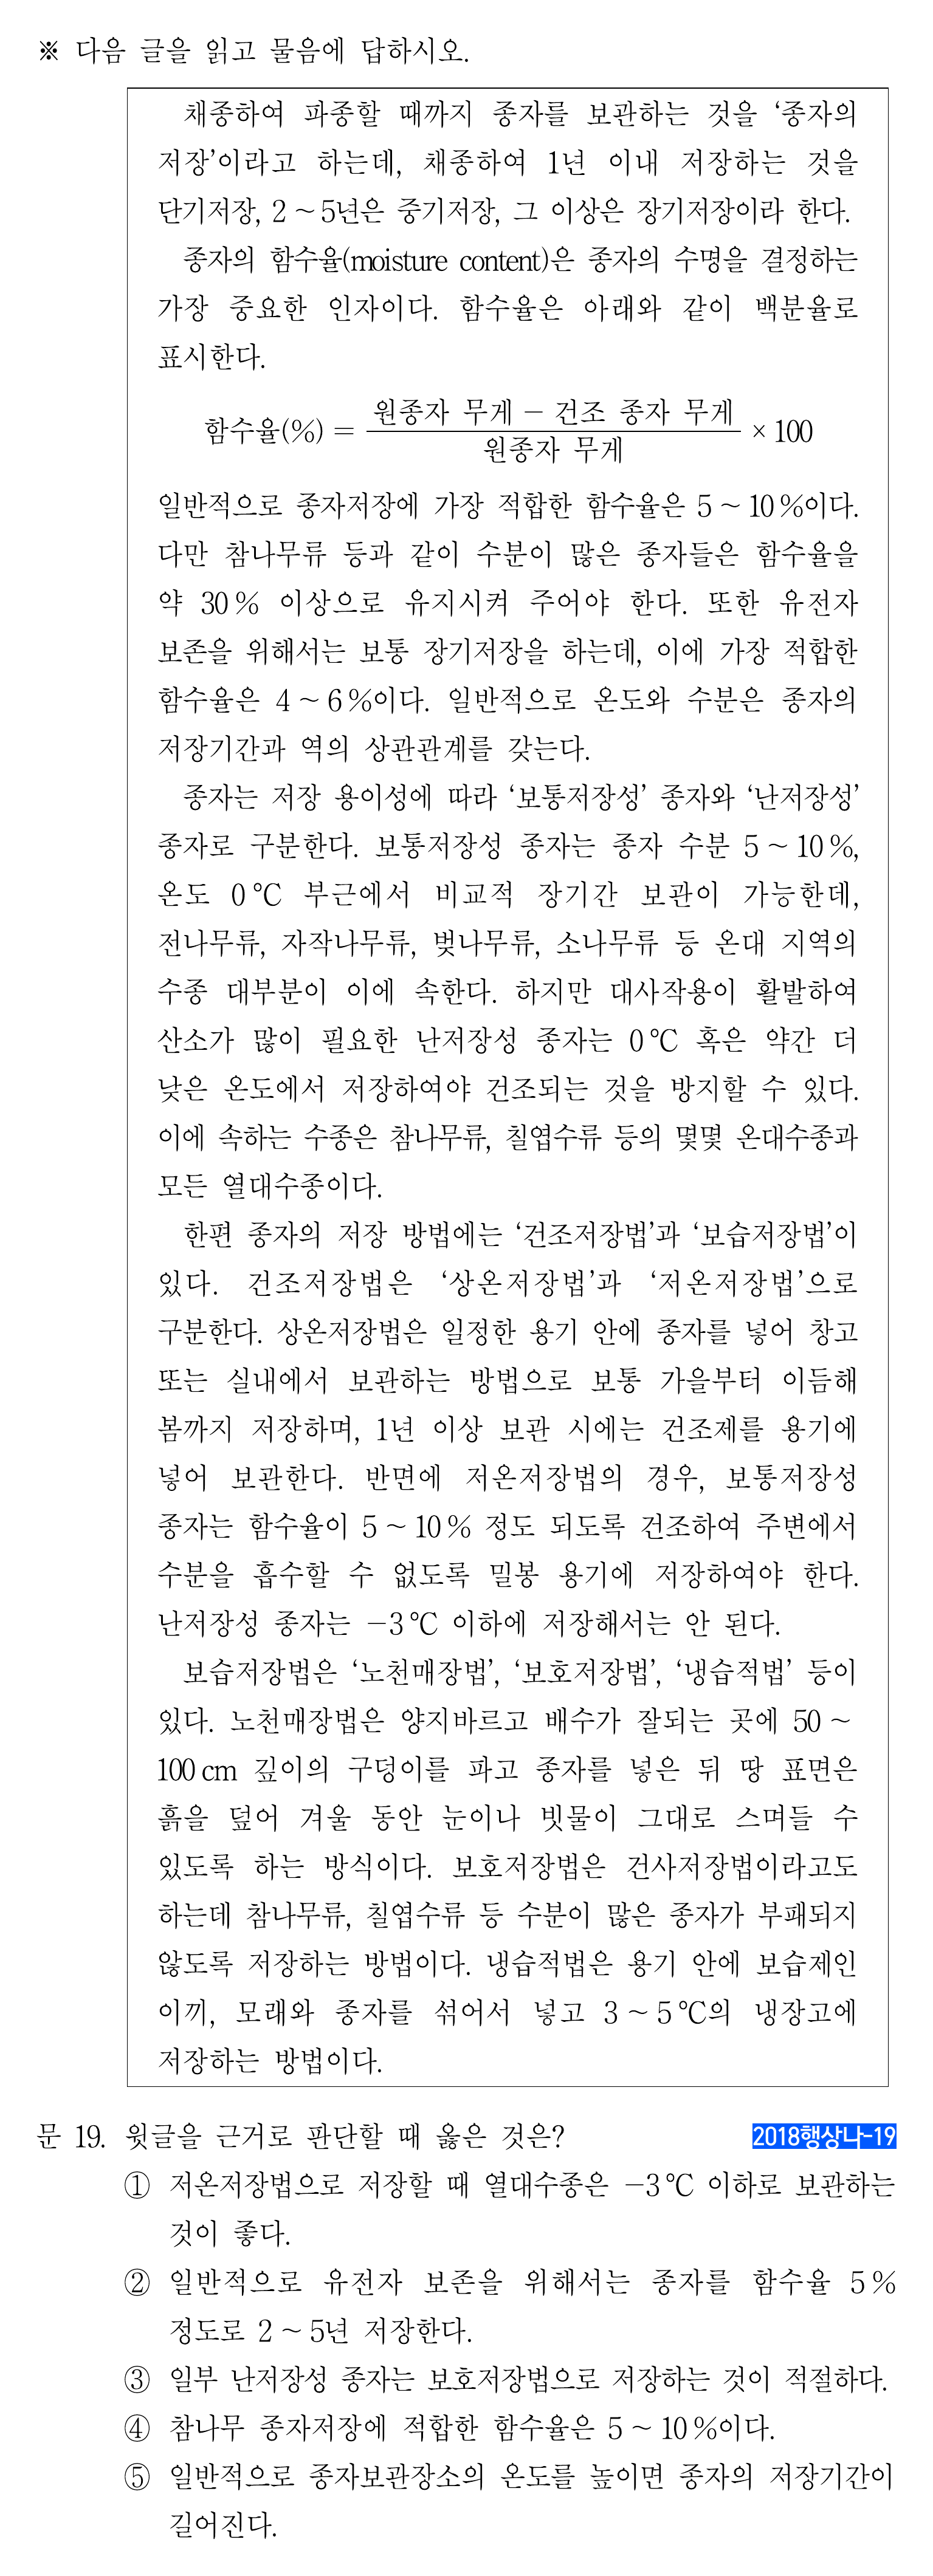 ※ 다음 글을 읽고 물음에 답하시오.
채종하여 파종할 때까지 종자를 보관하는 것을 ‘종자의
저장’이라고 하는데, 채종하여 1년 이내 저장하는 것을
단기저장, 2 ~ 5년은 중기저장, 그 이상은 장기저장이라 한다.
종자의 함수율(moisture content)은 종자의 수명을 결정하는
가장 중요한 인자이다. 함수율은 아래와 같이 백분율로
표시한다.
함수율(%) = (원종자 무게 − 건조 종자 무게) / 원종자 무게 × 100
일반적으로 종자저장에 가장 적합한 함수율은 5 ~ 10 %이다.
다만 참나무류 등과 같이 수분이 많은 종자들은 함수율을
약 30 % 이상으로 유지시켜 주어야 한다. 또한 유전자
보존을 위해서는 보통 장기저장을 하는데, 이에 가장 적합한
함수율은 4 ~ 6 %이다. 일반적으로 온도와 수분은 종자의
저장기간과 역의 상관관계를 갖는다.
종자는 저장 용이성에 따라 ‘보통저장성’ 종자와 ‘난저장성’
종자로 구분한다. 보통저장성 종자는 종자 수분 5 ~ 10 %,
온도 0 ℃ 부근에서 비교적 장기간 보관이 가능한데,
전나무류, 자작나무류, 벚나무류, 소나무류 등 온대 지역의
수종 대부분이 이에 속한다. 하지만 대사작용이 활발하여
산소가 많이 필요한 난저장성 종자는 0 ℃ 혹은 약간 더
낮은 온도에서 저장하여야 건조되는 것을 방지할 수 있다.
이에 속하는 수종은 참나무류, 칠엽수류 등의 몇몇 온대수종과
모든 열대수종이다.
한편 종자의 저장 방법에는 ‘건조저장법’과 ‘보습저장법’이
있다. 건조저장법은 ‘상온저장법’과 ‘저온저장법’으로
구분한다. 상온저장법은 일정한 용기 안에 종자를 넣어 창고
또는 실내에서 보관하는 방법으로 보통 가을부터 이듬해
봄까지 저장하며, 1년 이상 보관 시에는 건조제를 용기에
넣어 보관한다. 반면에 저온저장법의 경우, 보통저장성
종자는 함수율이 5 ~ 10 % 정도 되도록 건조하여 주변에서
수분을 흡수할 수 없도록 밀봉 용기에 저장하여야 한다.
난저장성 종자는 −3 ℃ 이하에 저장해서는 안 된다.
보습저장법은 ‘노천매장법’, ‘보호저장법’, ‘냉습적법’ 등이
있다. 노천매장법은 양지바르고 배수가 잘되는 곳에 50 ~
100 cm 깊이의 구덩이를 파고 종자를 넣은 뒤 땅 표면은
흙을 덮어 겨울 동안 눈이나 빗물이 그대로 스며들 수
있도록 하는 방식이다. 보호저장법은 건사저장법이라고도
하는데 참나무류, 칠엽수류 등 수분이 많은 종자가 부패되지
않도록 저장하는 방법이다. 냉습적법은 용기 안에 보습제인
이끼, 모래와 종자를 섞어서 넣고 3 ~ 5 ℃의 냉장고에
저장하는 방법이다.
문 19. 윗글을 근거로 판단할 때 옳은 것은? 2018행상나-19
① 저온저장법으로 저장할 때 열대수종은 −3 ℃ 이하로 보관하는
것이 좋다.
② 일반적으로 유전자 보존을 위해서는 종자를 함수율 5 %
정도로 2 ~ 5년 저장한다.
③ 일부 난저장성 종자는 보호저장법으로 저장하는 것이 적절하다.
④ 참나무 종자저장에 적합한 함수율은 5 ~ 10 %이다.
⑤ 일반적으로 종자보관장소의 온도를 높이면 종자의 저장기간이
길어진다.